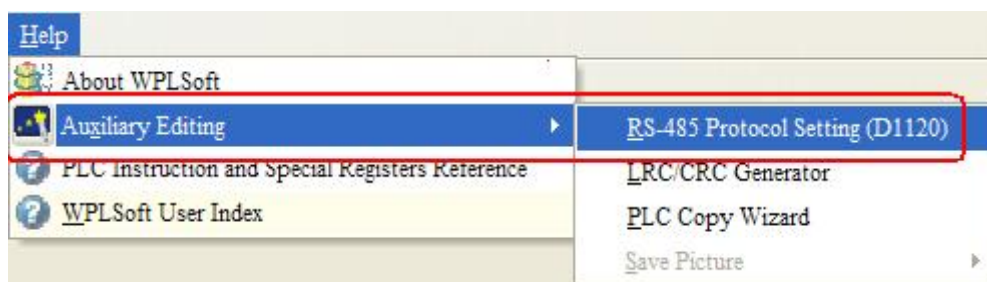 Help
About WPLSoft
Auxiliary Editing
RS-485 Protocol Setting (D1120)
PLC Instruction and Special Registers Reference
LRC/CRC Generator
WPLSoft User Index
PLC Copy Wizard
Save Picture